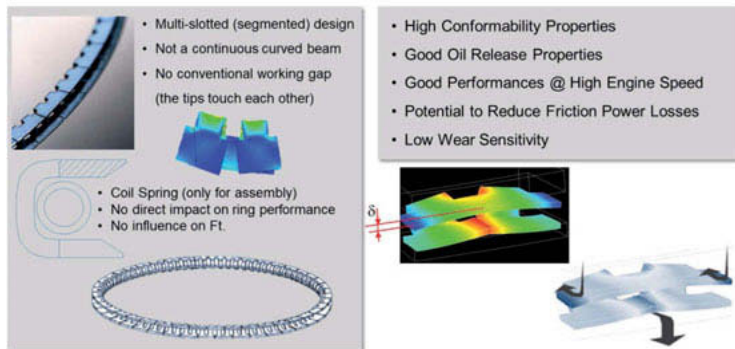 • Multi-slotted (segmented) design
• Not a continuous curved beam
• No conventional working gap
(the tips touch each other)
• Coil Spring (only for assembly)
• No direct impact on ring performance
• No influence on Ft.
• High Conformability Properties
• Good Oil Release Properties
• Good Performances @ High Engine Speed
• Potential to Reduce Friction Power Losses
• Low Wear Sensitivity
δ